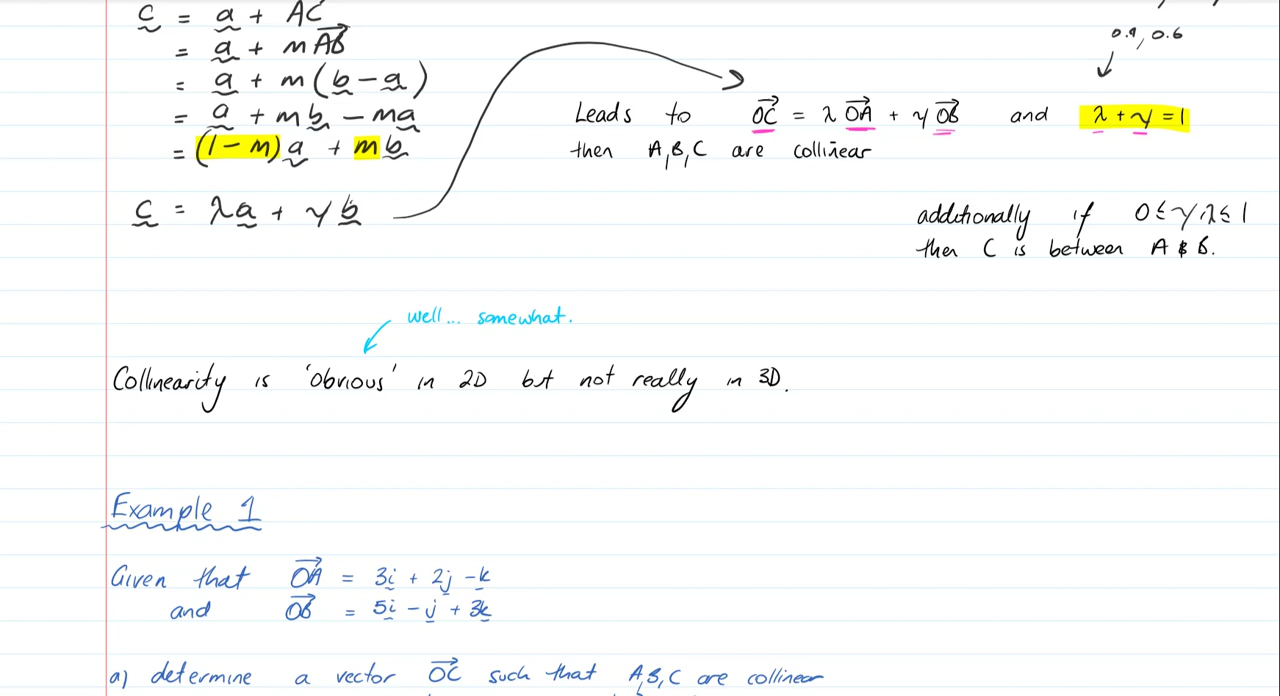 c = a + AC
= a + mAB
= a + m(b - a)
= a + mb - ma
= (1 - m)a + mb
c = λa + γb
0.4, 0.6
Leads to OC = λOA + γOB and λ + γ = 1
then A,B,C are collinear
additionally if 0 ≤ γ, λ ≤ 1
then C is between A & B.
well... somewhat.
Collinearity is 'obvious' in 2D but not really in 3D.
Example 1
Given that OA = 3i + 2j - k
and OB = 5i - j + 3k
a) determine a vector OC such that A,B,C are collinear